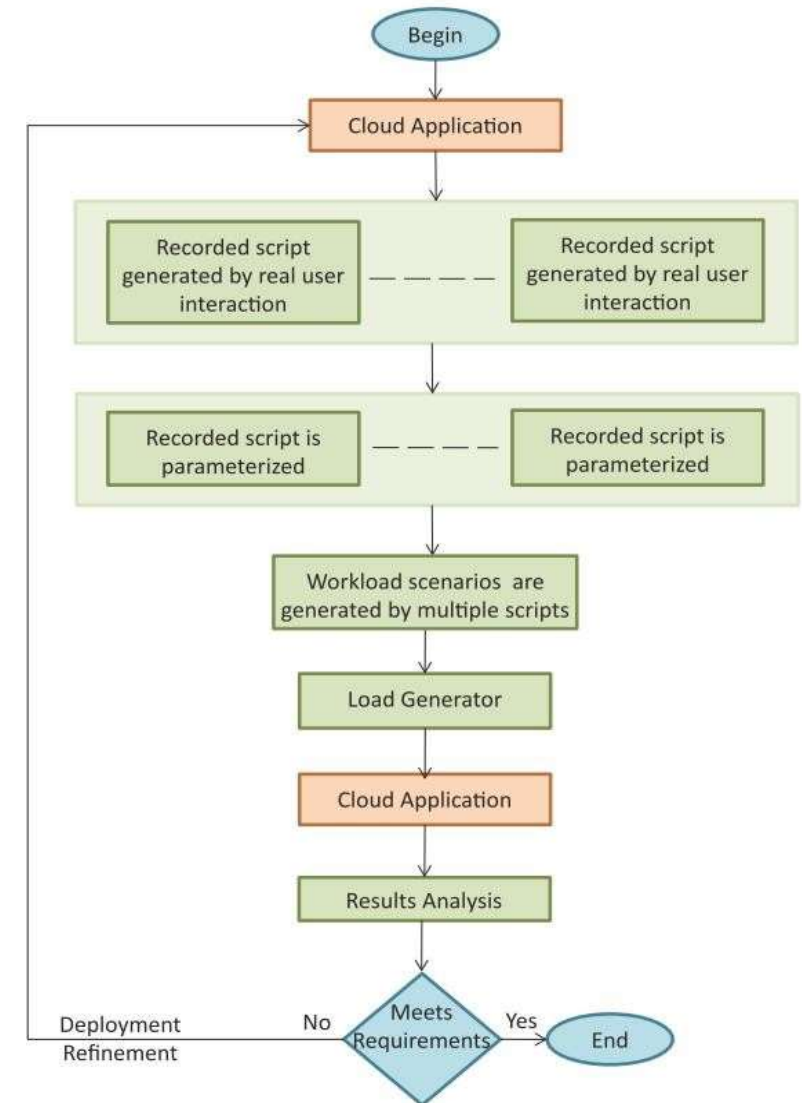 Begin
Cloud Application
Recorded script
generated by real user
interaction
Recorded script
generated by real user
interaction
Recorded script is
parameterized
Recorded script is
parameterized
Workload scenarios are
generated by multiple scripts
Load Generator
Cloud Application
Results Analysis
Meets
Requirements
No
Yes
Deployment
Refinement
End